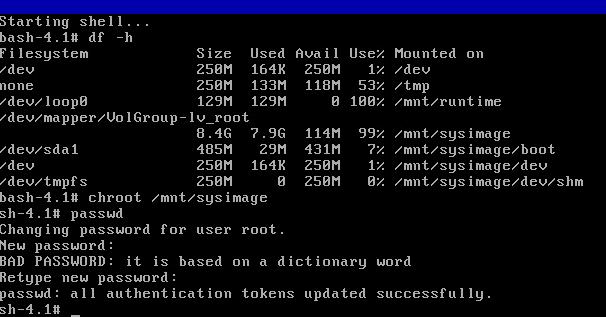 Starting shell...
bash-4.1# df -h
Filesystem Size Used Avail Use% Mounted on
/dev 250M 164K 250M 1% /dev
none 250M 133M 118M 53% /tmp
/dev/loop0 129M 129M 0 100% /mnt/runtime
/dev/mapper/VolGroup-lv_root
8.4G 7.9G 114M 99% /mnt/sysimage
/dev/sda1 485M 29M 431M 7% /mnt/sysimage/boot
/dev 250M 164K 250M 1% /mnt/sysimage/dev
/dev/tmpfs 250M 0 250M 0% /mnt/sysimage/dev/shm
bash-4.1# chroot /mnt/sysimage
sh-4.1# passwd
Changing password for user root.
New password:
BAD PASSWORD: it is based on a dictionary word
Retype new password:
passwd: all authentication tokens updated successfully.
sh-4.1# _